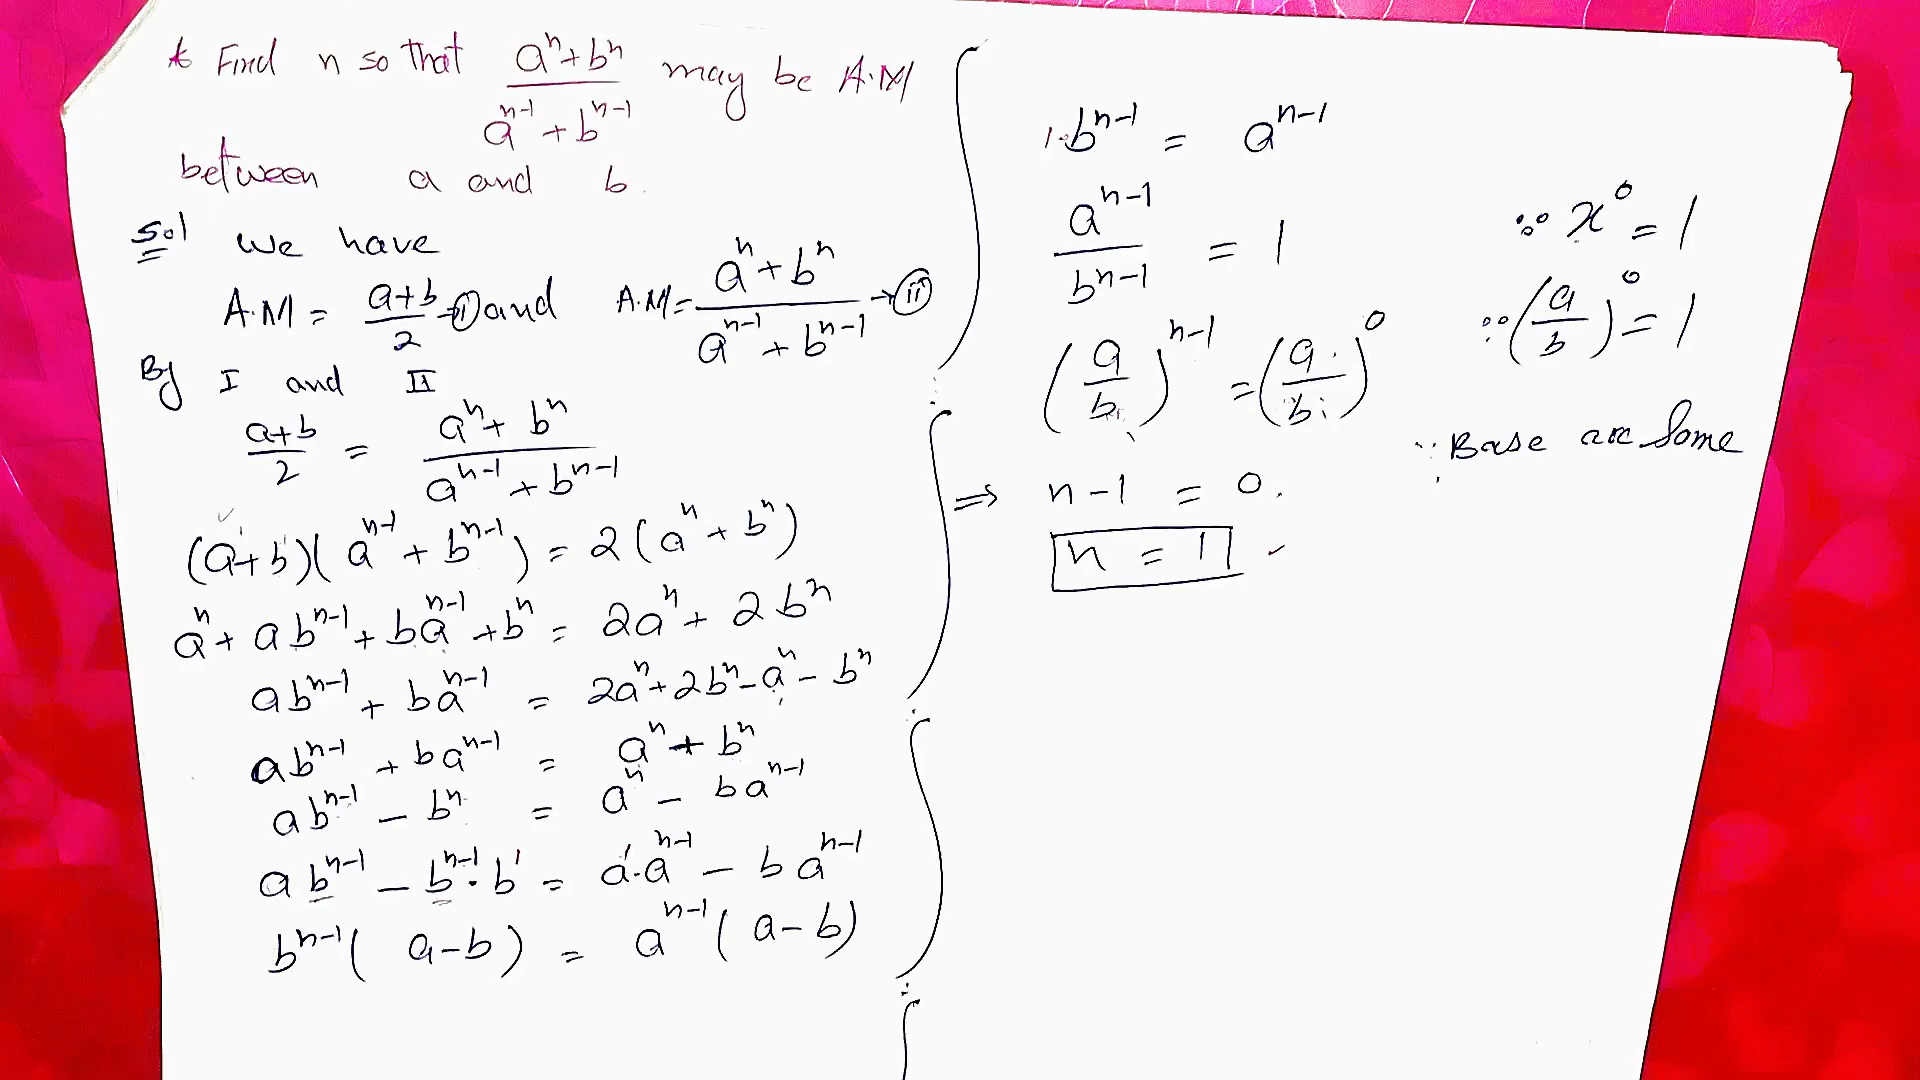 * Find n so that (a^n + b^n)/(a^(n-1) + b^(n-1)) may be A.M
between a and b.
Sol We have
A.M = (a+b)/2 → (i) and A.M = (a^n + b^n)/(a^(n-1) + b^(n-1)) → (ii)
By I and II
(a+b)/2 = (a^n + b^n)/(a^(n-1) + b^(n-1))
(a+b)(a^(n-1) + b^(n-1)) = 2(a^n + b^n)
a^n + ab^(n-1) + ba^(n-1) + b^n = 2a^n + 2b^n
ab^(n-1) + ba^(n-1) = 2a^n + 2b^n - a^n - b^n
ab^(n-1) + ba^(n-1) = a^n + b^n
ab^(n-1) - b^n = a^n - ba^(n-1)
ab^(n-1) - b^(n-1)·b^1 = a^1·a^(n-1) - ba^(n-1)
b^(n-1)(a-b) = a^(n-1)(a-b)
1·b^(n-1) = a^(n-1)
a^(n-1)/b^(n-1) = 1 ∵ x^0 = 1
(a/b)^(n-1) = (a/b)^0 ∵ (a/b)^0 = 1
∵ Base are Same
⇒ n-1 = 0.
n = 1